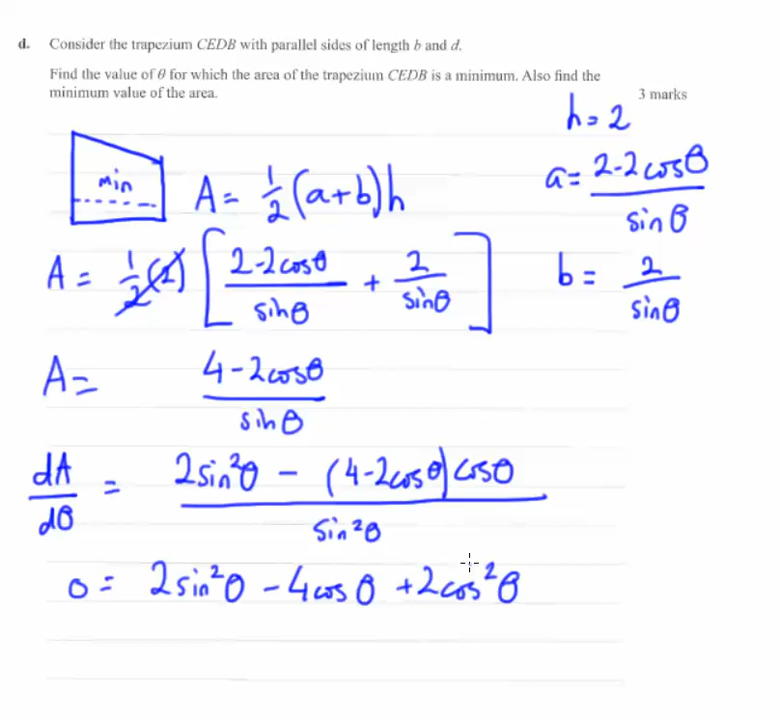 d. Consider the trapezium CEDB with parallel sides of length b and d.
Find the value of θ for which the area of the trapezium CEDB is a minimum. Also find the
minimum value of the area.
3 marks
h = 2
min
A = 1/2 (a+b)h
a = (2-2cosθ)/sinθ
A = 1/2 (2) [ (2-2cosθ)/sinθ + 2/sinθ ]
b = 2/sinθ
A = (4-2cosθ)/sinθ
dA/dθ = (2sin²θ - (4-2cosθ)cosθ)/sin²θ
0 = 2sin²θ - 4cosθ + 2cos²θ